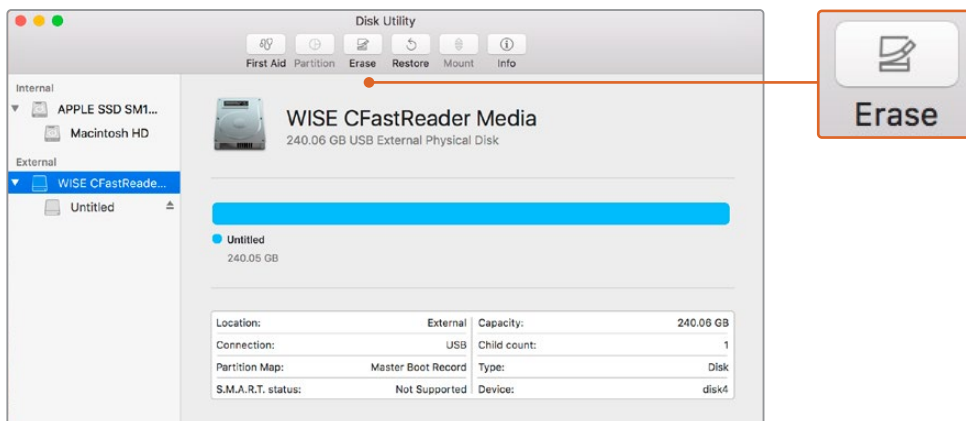 Disk Utility
First Aid Partition Erase Restore Mount Info
Erase
Internal
APPLE SSD SM1...
Macintosh HD
External
WISE CFastReade...
Untitled
WISE CFastReader Media
240.06 GB USB External Physical Disk
Untitled
240.05 GB
Location: External Capacity: 240.06 GB
Connection: USB Child count: 1
Partition Map: Master Boot Record Type: Disk
S.M.A.R.T. status: Not Supported Device: disk4